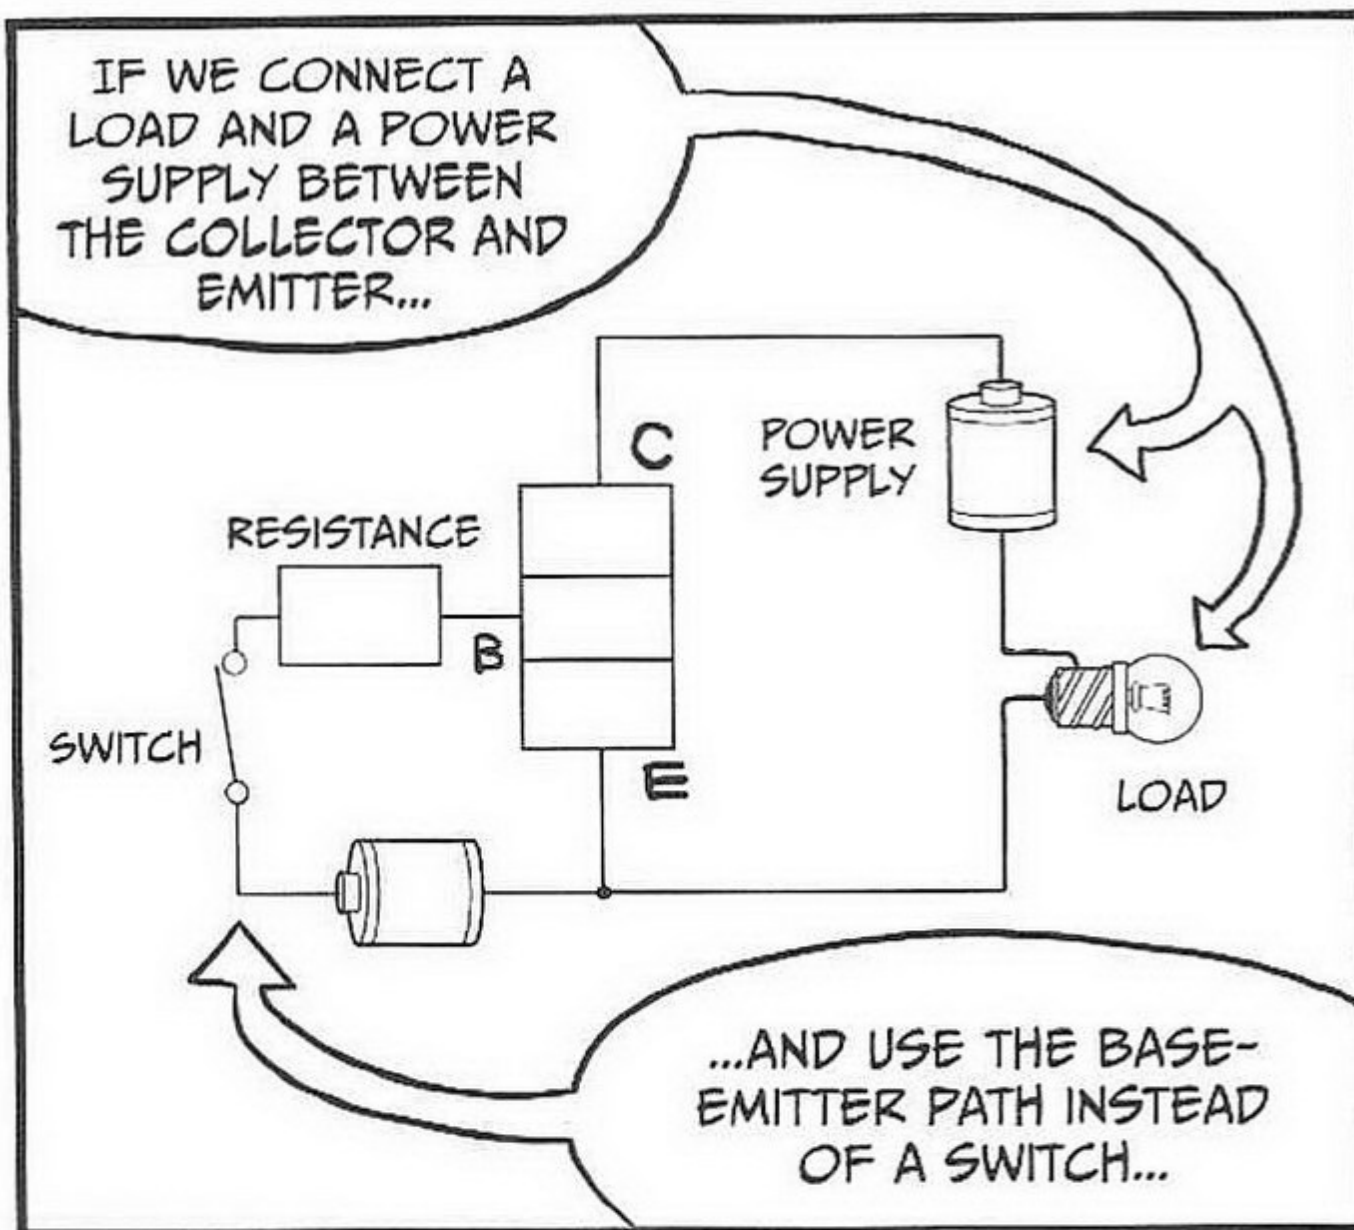 IF WE CONNECT A
LOAD AND A POWER
SUPPLY BETWEEN
THE COLLECTOR AND
EMITTER...
C
POWER
SUPPLY
RESISTANCE
B
SWITCH
E
LOAD
...AND USE THE BASE-
EMITTER PATH INSTEAD
OF A SWITCH...